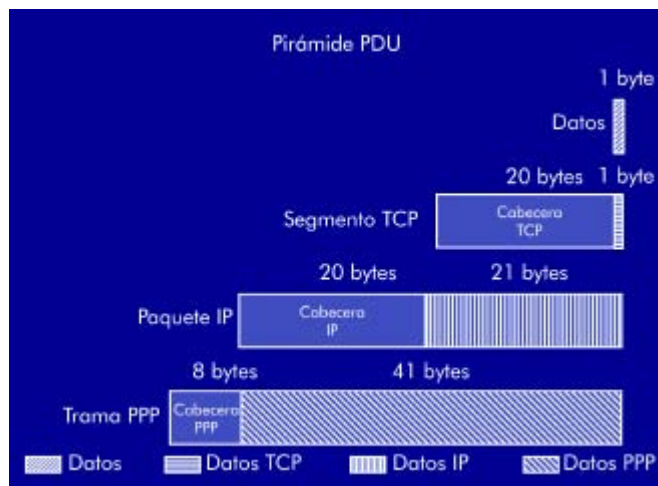 Pirámide PDU
1 byte
Datos
20 bytes 1 byte
Segmento TCP
Cabecera
TCP
20 bytes 21 bytes
Paquete IP
Cabecera
IP
8 bytes 41 bytes
Trama PPP
Cabecera
PPP
Datos Datos TCP Datos IP Datos PPP